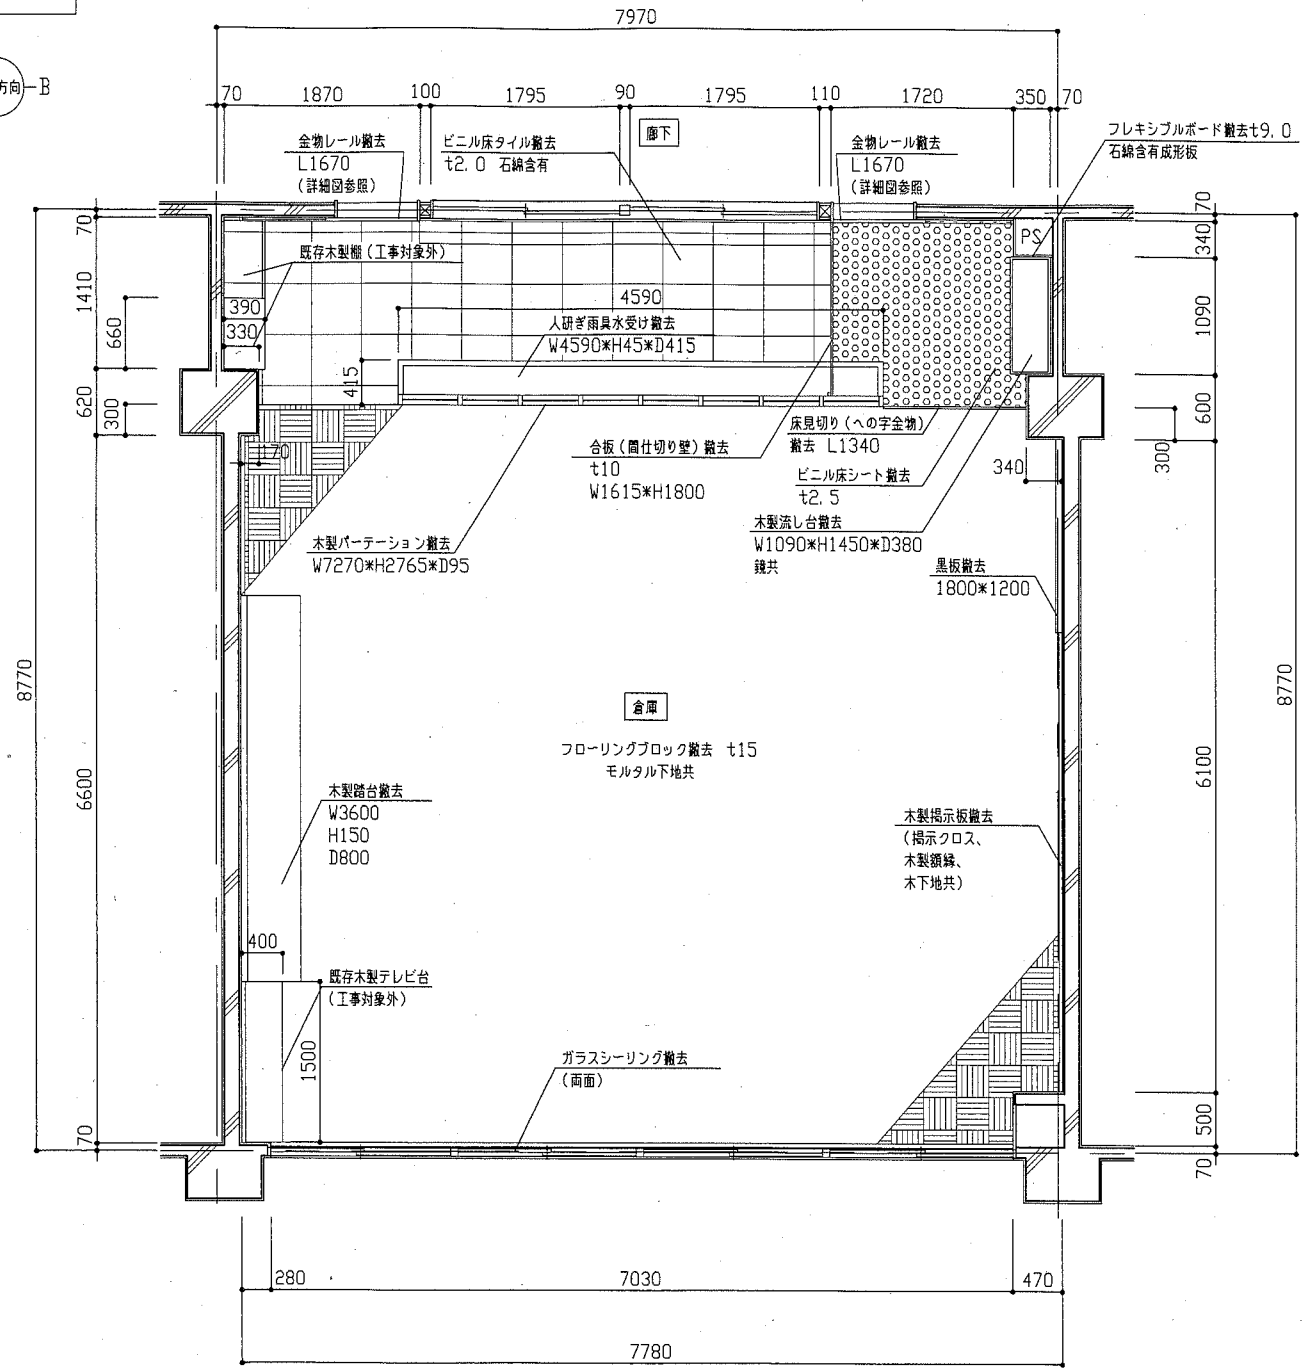 7970
方向
B
70
1870
100
1795
90
1795
110
1720
350
70
廊下
金物レール撤去
L1670
(詳細図参照)
ビニル床タイル撤去
t2.0 石綿含有
金物レール撤去
L1670
(詳細図参照)
フレキシブルボード撤去t9.0
石綿含有成形板
PS
既存木製棚(工事対象外)
390
330
4590
人研ぎ雨具水受け撤去
W4590*H45*D415
415
70
1410
660
620
300
170
70
340
1090
600
300
340
床見切り(への字金物)
撤去 L1340
合板(間仕切り壁)撤去
t10
W1615*H1800
ビニル床シート撤去
t2.5
木製流し台撤去
W1090*H1450*D380
鏡共
木製パーテーション撤去
W7270*H2765*D95
黒板撤去
1800*1200
8770
6600
8770
6100
倉庫
フローリングブロック撤去 t15
モルタル下地共
木製踏台撤去
W3600
H150
D800
木製掲示板撤去
(掲示クロス、
木製額縁、
木下地共)
400
既存木製テレビ台
(工事対象外)
1500
ガラスシーリング撤去
(両面)
70
500
70
280
7030
470
7780